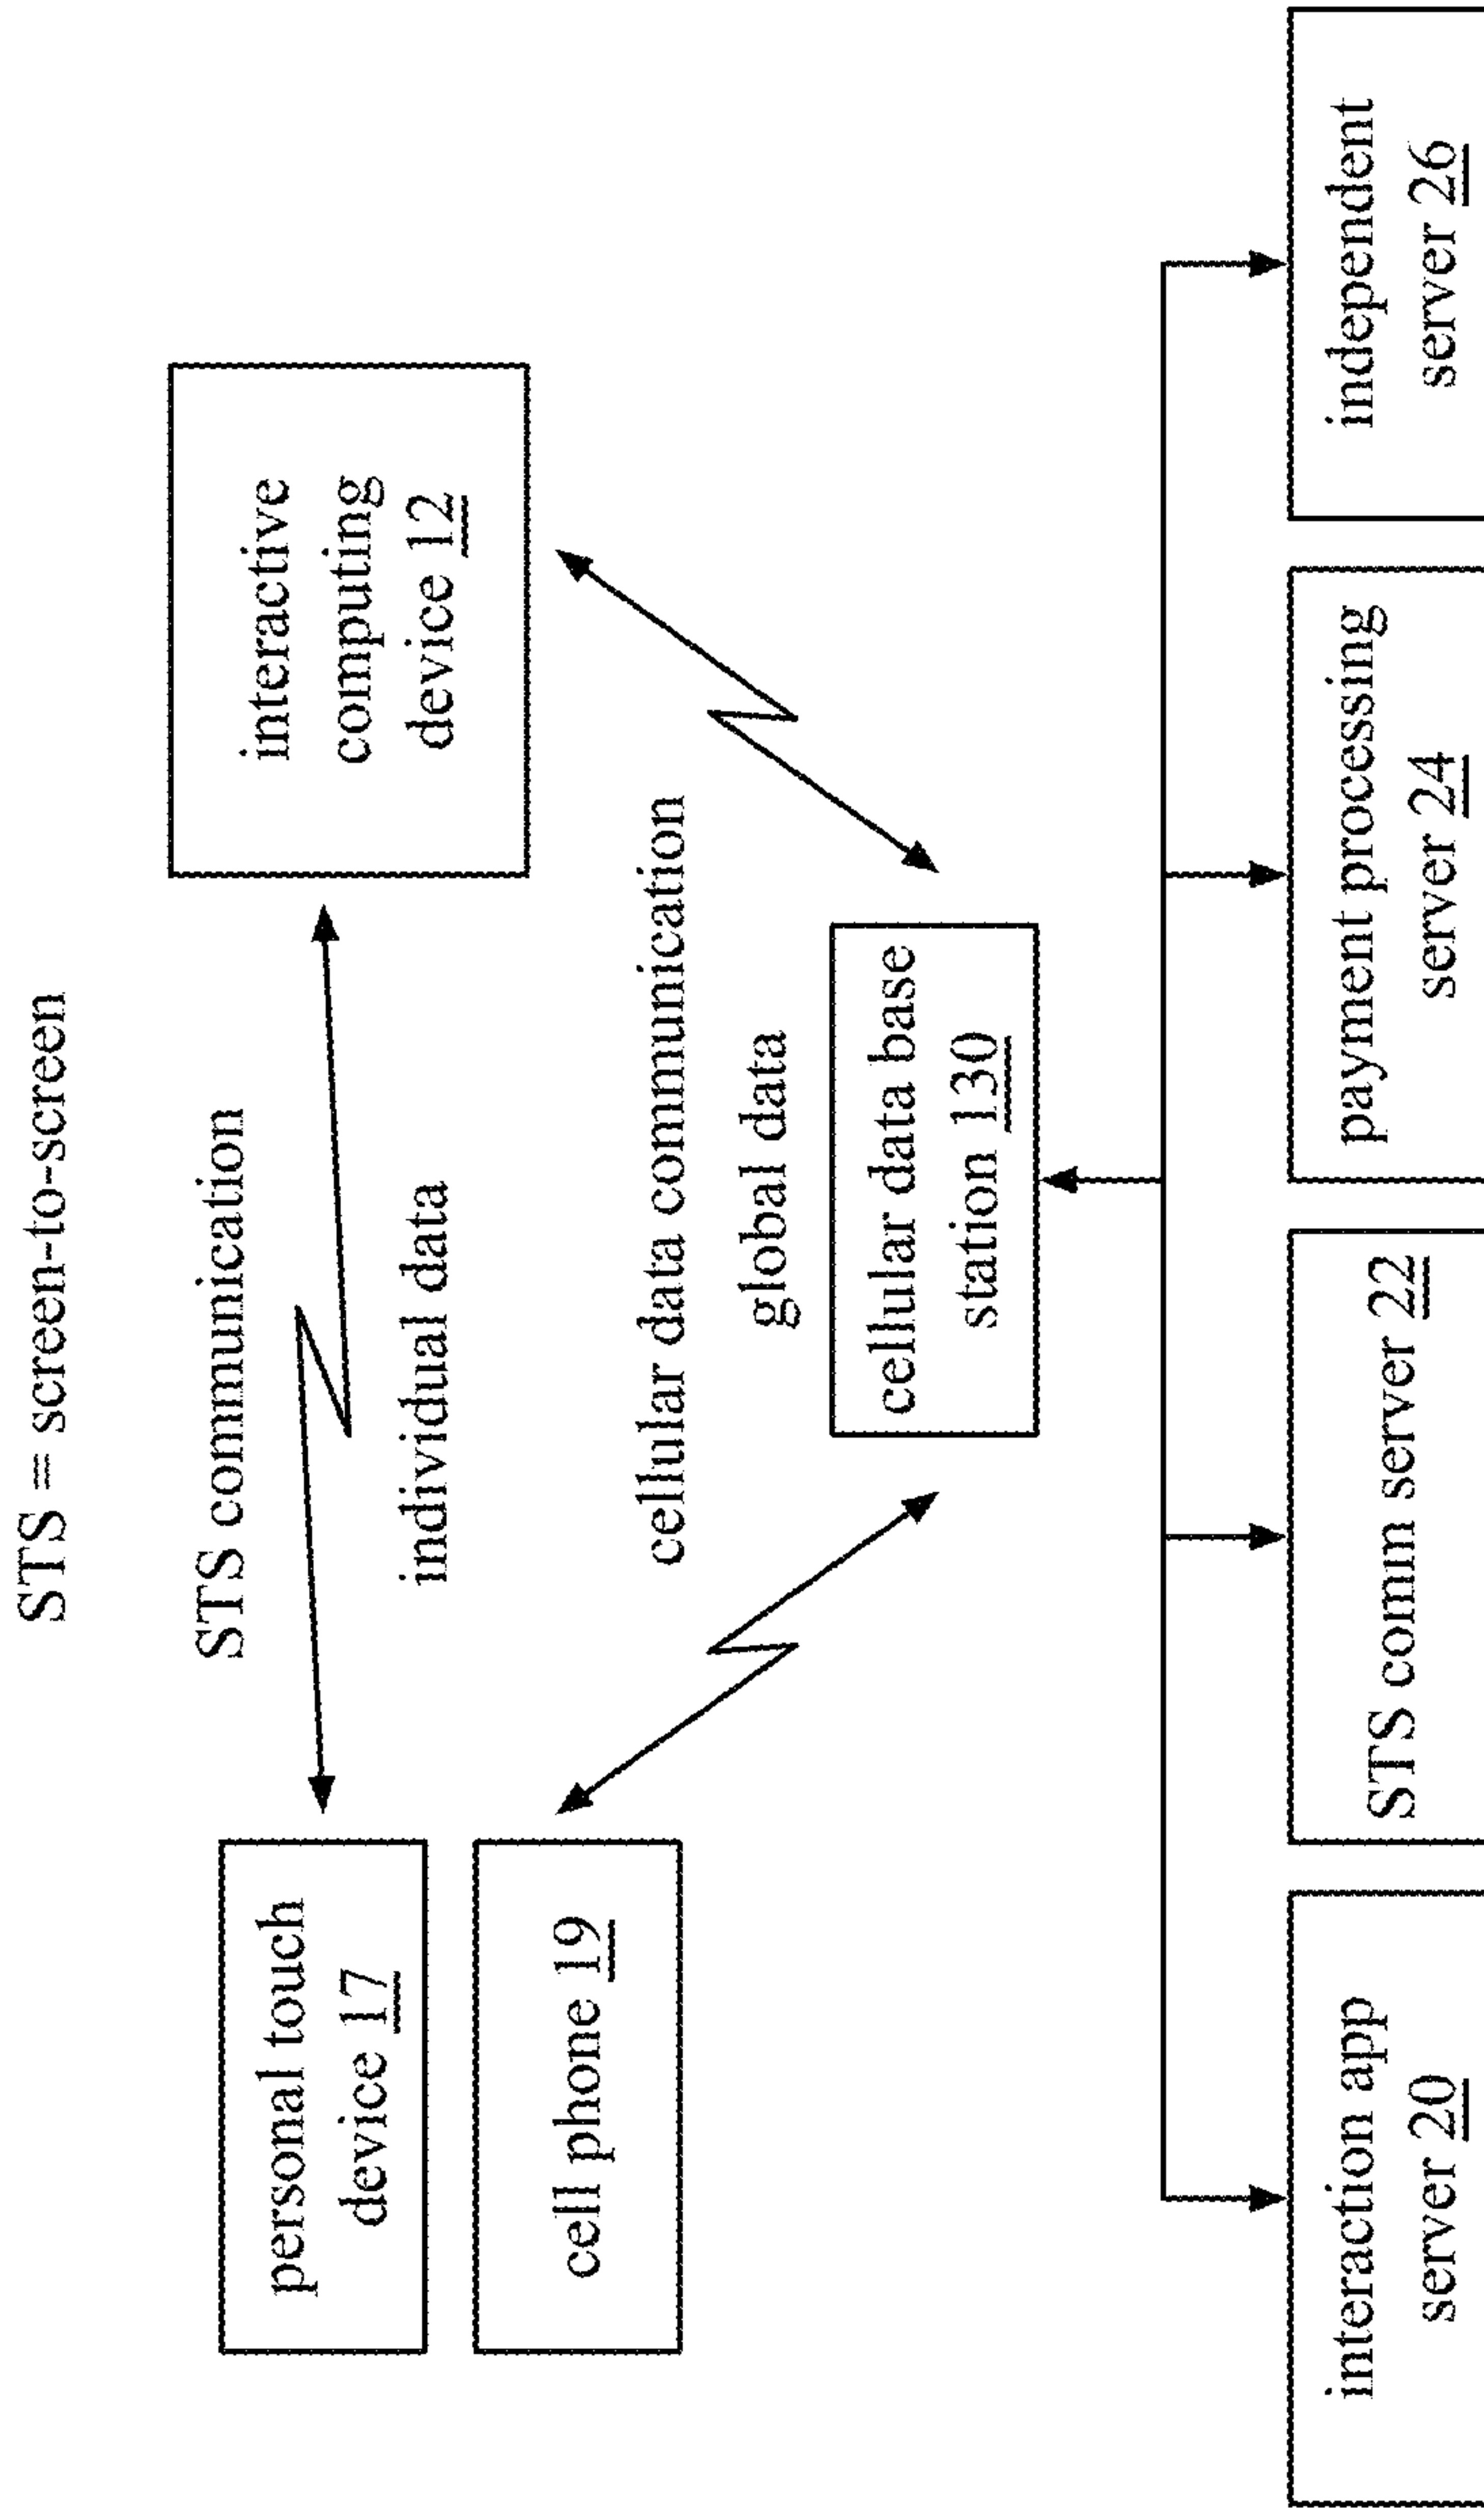 STS = screen-to-screen
STS communication
individual data
personal touch
device 17
interactive
computing
device 12
cell phone 19
cellular data communication
global data
cellular data base
station 130
interaction app
server 20
STS comm server 22
payment processing
server 24
independent
server 26